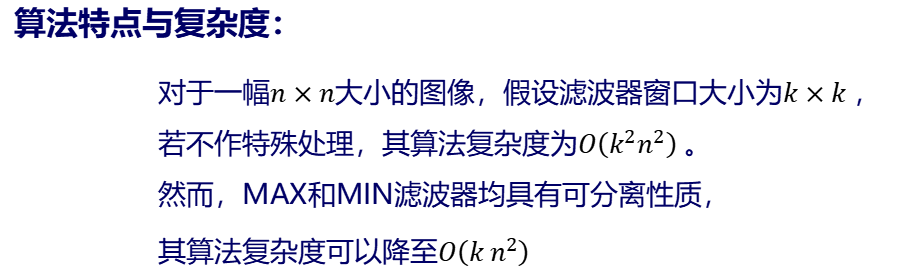 算法特点与复杂度：
对于一幅n × n大小的图像，假设滤波器窗口大小为k × k，
若不作特殊处理，其算法复杂度为O(k²n²) 。
然而，MAX和MIN滤波器均具有可分离性质，
其算法复杂度可以降至O(k n²)